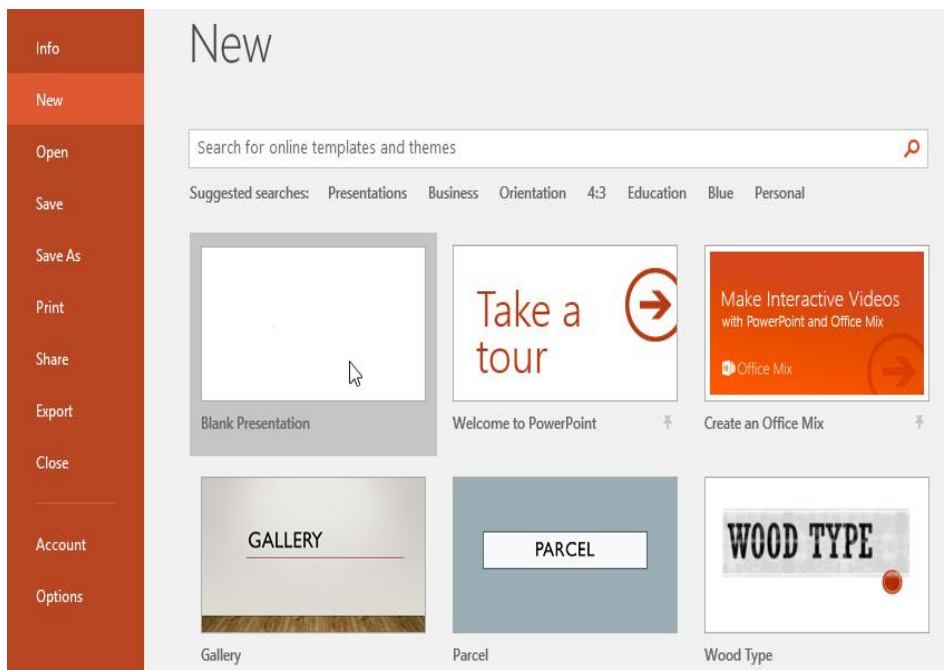 Info
New
Open
Save
Save As
Print
Share
Export
Close
Account
Options
New
Search for online templates and themes
Suggested searches: Presentations Business Orientation 4:3 Education Blue Personal
Blank Presentation
Take a
tour
Welcome to PowerPoint
Make Interactive Videos
with PowerPoint and Office Mix
Office Mix
Create an Office Mix
GALLERY
Gallery
PARCEL
Parcel
WOOD TYPE
Wood Type